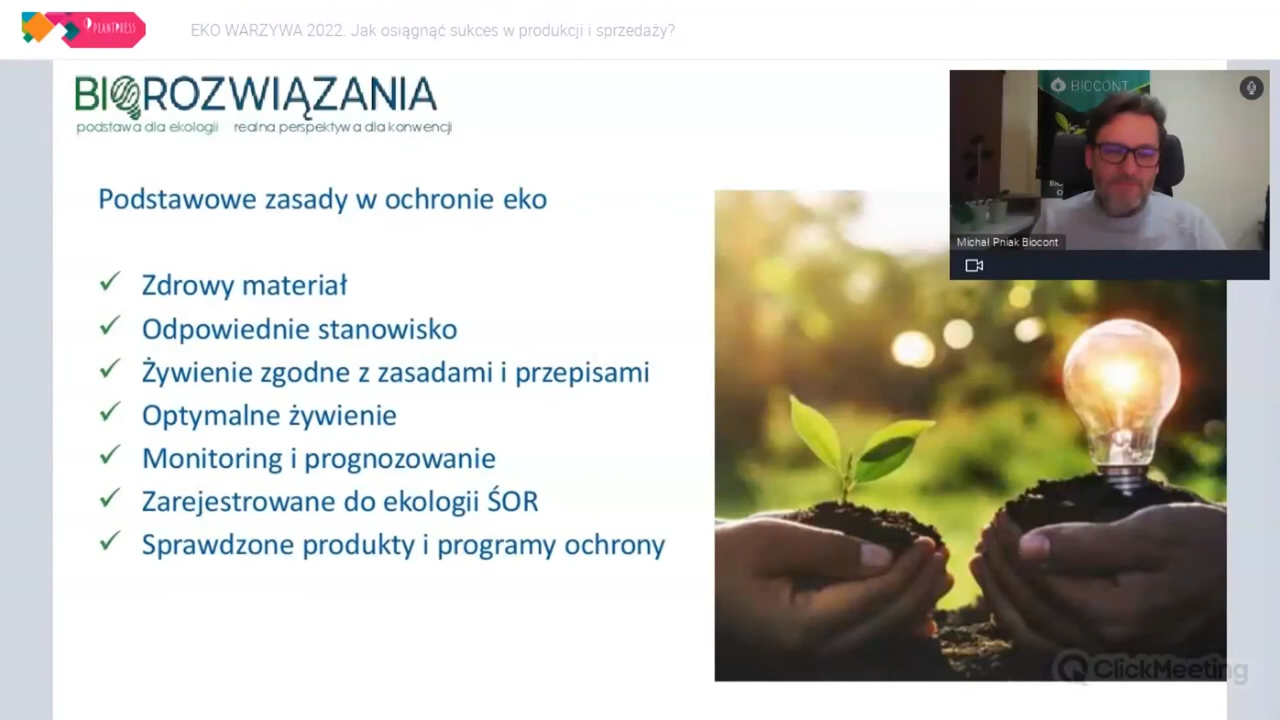 PLANTPRESS
EKO WARZYWA 2022. Jak osiągnąć sukces w produkcji i sprzedaży?
BIOROZWIĄZANIA
podstawa dla ekologii realna perspektywa dla konwencji
BIOCONT
Michał Pniak Biocont
Podstawowe zasady w ochronie eko
✓ Zdrowy materiał
✓ Odpowiednie stanowisko
✓ Żywienie zgodne z zasadami i przepisami
✓ Optymalne żywienie
✓ Monitoring i prognozowanie
✓ Zarejestrowane do ekologii ŚOR
✓ Sprawdzone produkty i programy ochrony
ClickMeeting